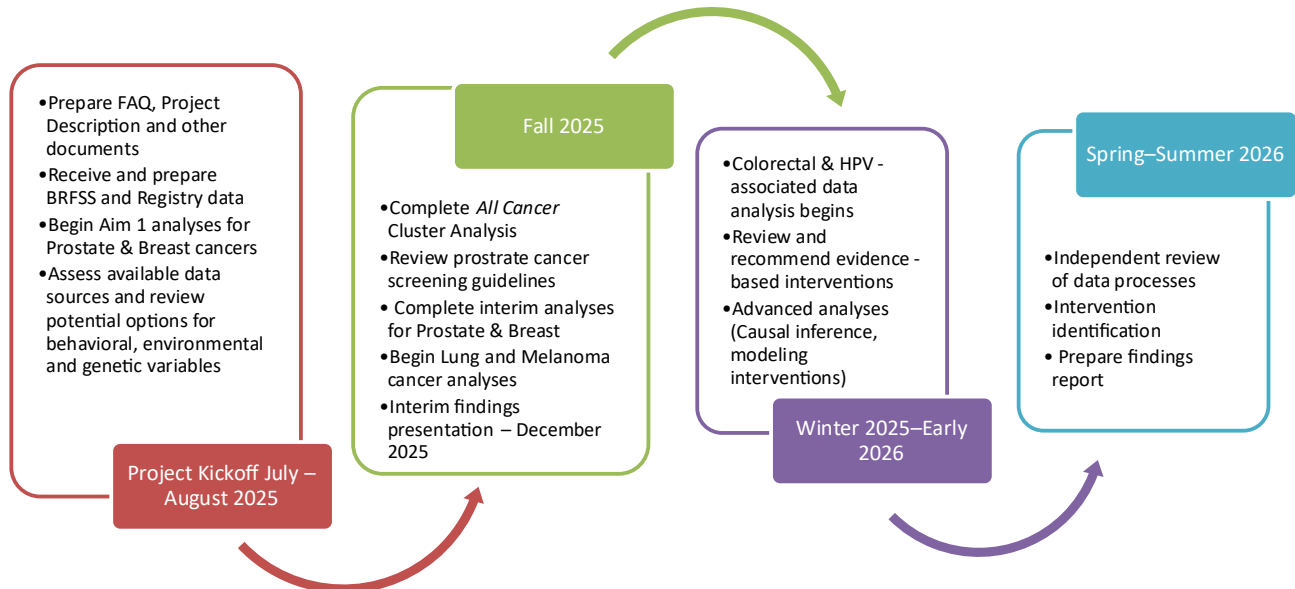 •Prepare FAQ, Project
Description and other
documents
•Receive and prepare
BRFSS and Registry data
•Begin Aim 1 analyses for
Prostate & Breast cancers
•Assess available data
sources and review
potential options for
behavioral, environmental
and genetic variables
Project Kickoff July –
August 2025
Fall 2025
•Complete All Cancer
Cluster Analysis
•Review prostrate cancer
screening guidelines
• Complete interim analyses
for Prostate & Breast
•Begin Lung and Melanoma
cancer analyses
•Interim findings
presentation – December
2025
•Colorectal & HPV -
associated data
analysis begins
•Review and
recommend evidence -
based interventions
•Advanced analyses
(Causal inference,
modeling
interventions)
Winter 2025–Early
2026
Spring–Summer 2026
•Independent review
of data processes
•Intervention
identification
• Prepare findings
report